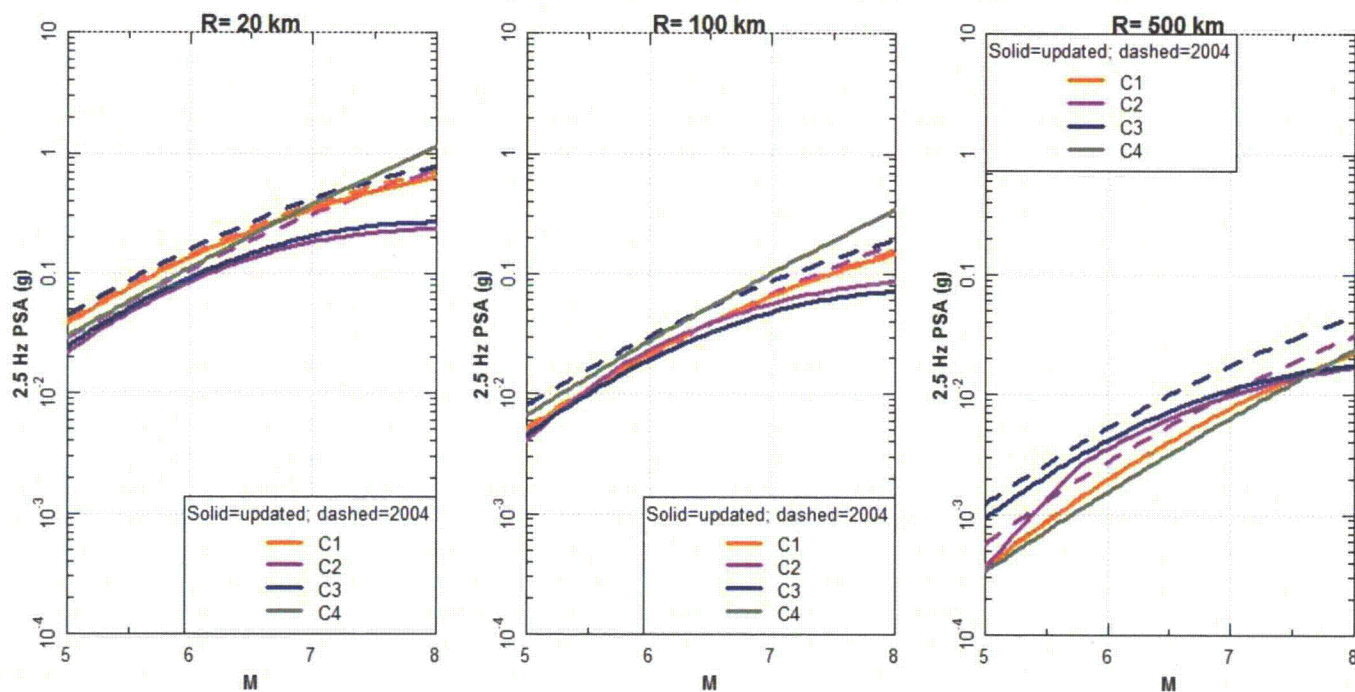 R= 20 km
10
1
0.1
10⁻²
10⁻³
10⁻⁴
2.5 Hz PSA (g)
Solid=updated; dashed=2004
C1
C2
C3
C4
5
6
7
8
M
R= 100 km
10
1
0.1
10⁻²
10⁻³
10⁻⁴
2.5 Hz PSA (g)
Solid=updated; dashed=2004
C1
C2
C3
C4
5
6
7
8
M
R= 500 km
10
1
0.1
10⁻²
10⁻³
10⁻⁴
2.5 Hz PSA (g)
Solid=updated; dashed=2004
C1
C2
C3
C4
5
6
7
8
M